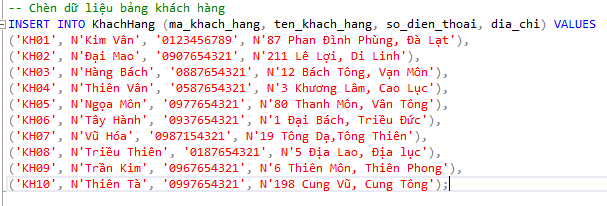 -- Chèn dữ liệu bảng khách hàng
INSERT INTO KhachHang (ma_khach_hang, ten_khach_hang, so_dien_thoai, dia_chi) VALUES
('KH01', N'Kim Vân', '0123456789', N'87 Phan Đình Phùng, Đà Lạt'),
('KH02', N'Đại Mao', '0907654321', N'211 Lê Lợi, Di Linh'),
('KH03', N'Hàng Bách', '0887654321', N'12 Bách Tông, Vạn Môn'),
('KH04', N'Thiên Vân', '0587654321', N'3 Khương Lâm, Cao Lục'),
('KH05', N'Ngọa Môn', '0977654321', N'80 Thanh Môn, Vân Tông'),
('KH06', N'Tây Hành', '0937654321', N'1 Đại Bách, Triều Đức'),
('KH07', N'Vũ Hóa', '0987154321', N'19 Tông Dạ,Tông Thiên'),
('KH08', N'Triều Thiên', '0187654321', N'5 Địa Lao, Địa lục'),
('KH09', N'Trần Kim', '0967654321', N'6 Thiên Môn, Thiên Phong'),
('KH10', N'Thiên Tà', '0997654321', N'198 Cung Vũ, Cung Tông');